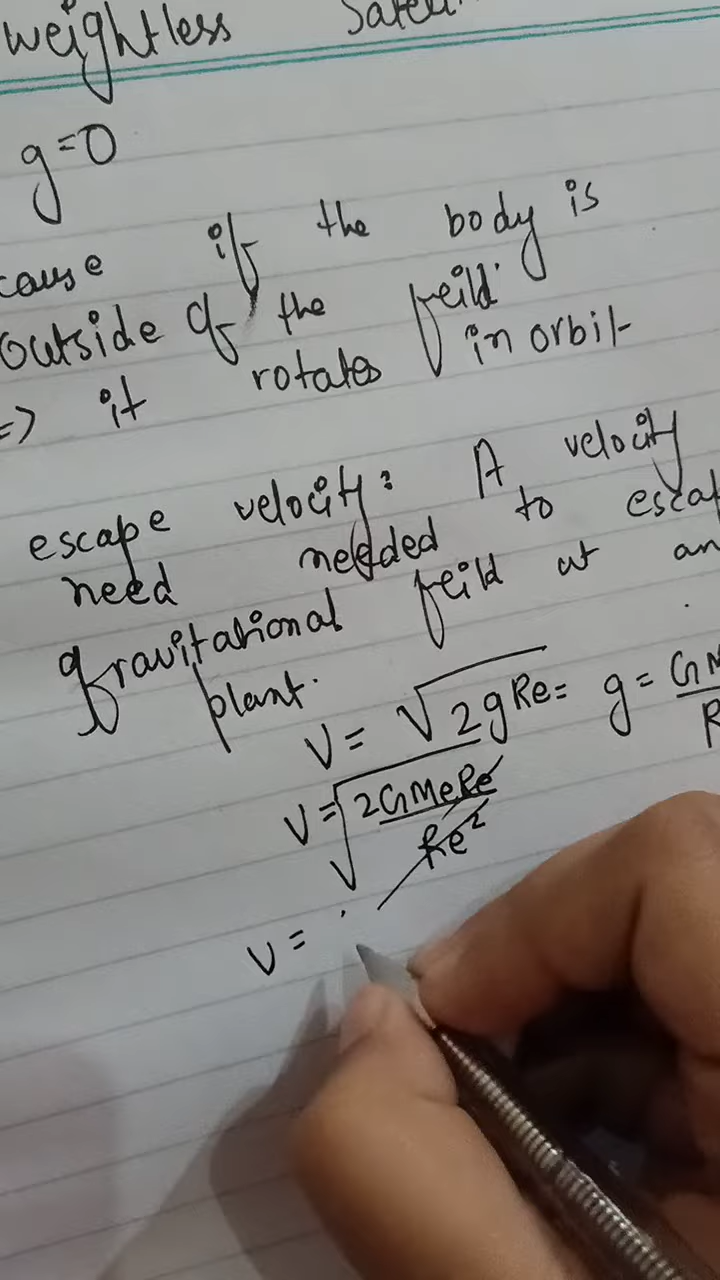 weightless Satell
g=0
cause if the body is
outside of the feild
=> it rotates in orbit
escape velocity: A velocity
need needed to escap
gravitational feild at an
plant.
V = √2gRe = g = GM
R
V = √2GMeRe
Re²
V =